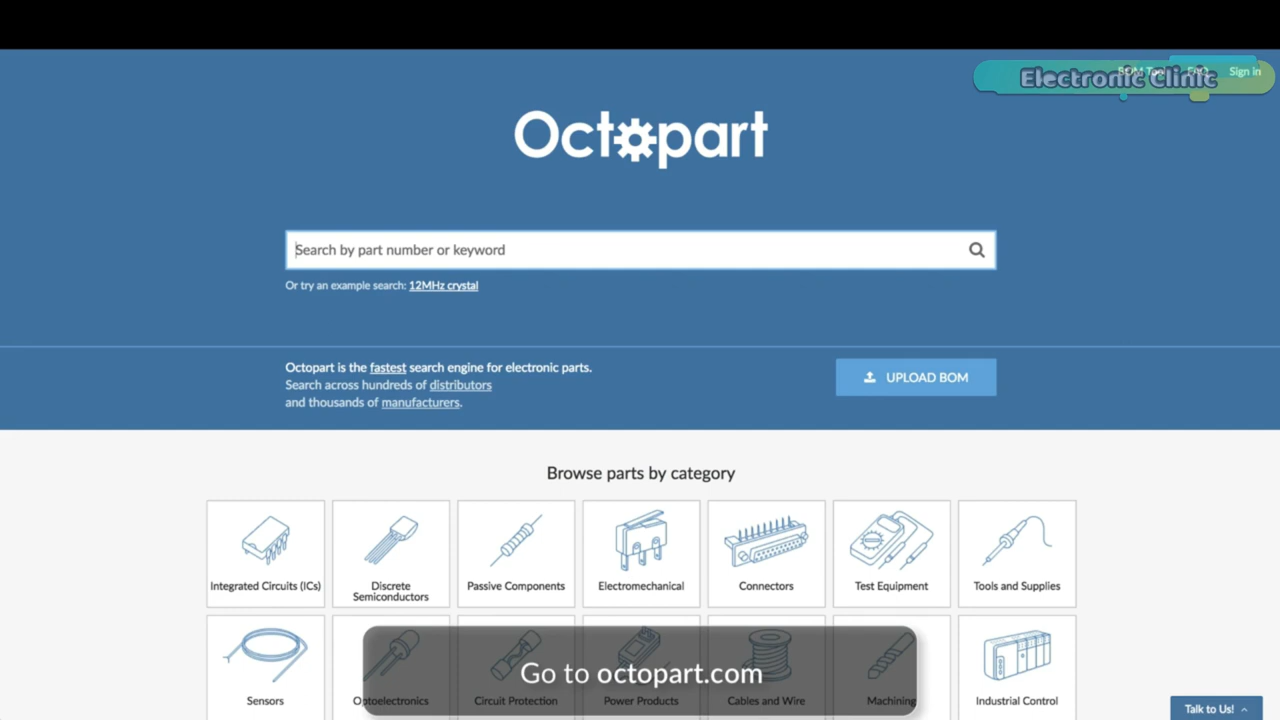 BOM Tool FAQ Sign in
Electronic Clinic
Octopart
Search by part number or keyword
Or try an example search: 12MHz crystal
Octopart is the fastest search engine for electronic parts.
Search across hundreds of distributors
and thousands of manufacturers.
UPLOAD BOM
Browse parts by category
Integrated Circuits (ICs)
Discrete
Semiconductors
Passive Components
Electromechanical
Connectors
Test Equipment
Tools and Supplies
Sensors
Optoelectronics
Circuit Protection
Power Products
Cables and Wire
Machining
Industrial Control
Go to octopart.com
Talk to Us!